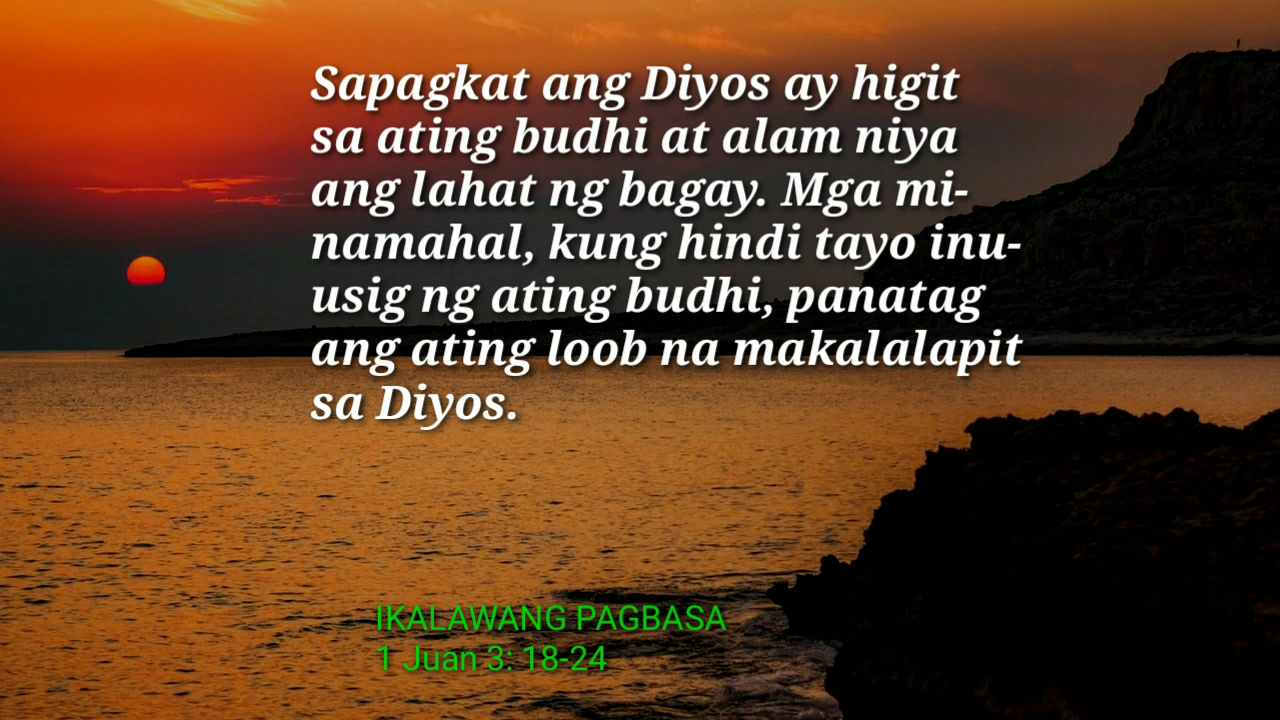 Sapagkat ang Diyos ay higit
sa ating budhi at alam niya
ang lahat ng bagay. Mga mi-
namahal, kung hindi tayo inu-
usig ng ating budhi, panatag
ang ating loob na makalalapit
sa Diyos.
IKALAWANG PAGBASA
1 Juan 3: 18-24